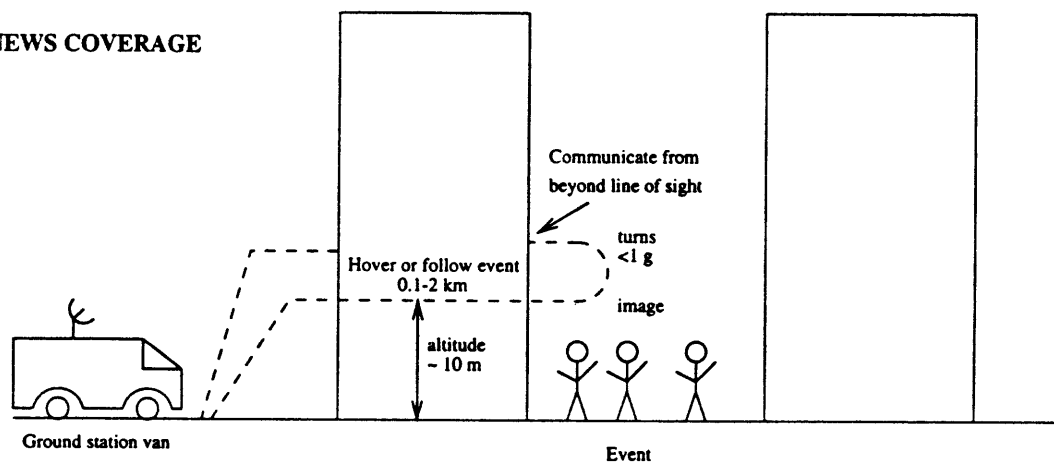 NEWS COVERAGE
Communicate from
beyond line of sight
turns
<1 g
Hover or follow event
0.1-2 km
image
altitude
~ 10 m
Ground station van
Event